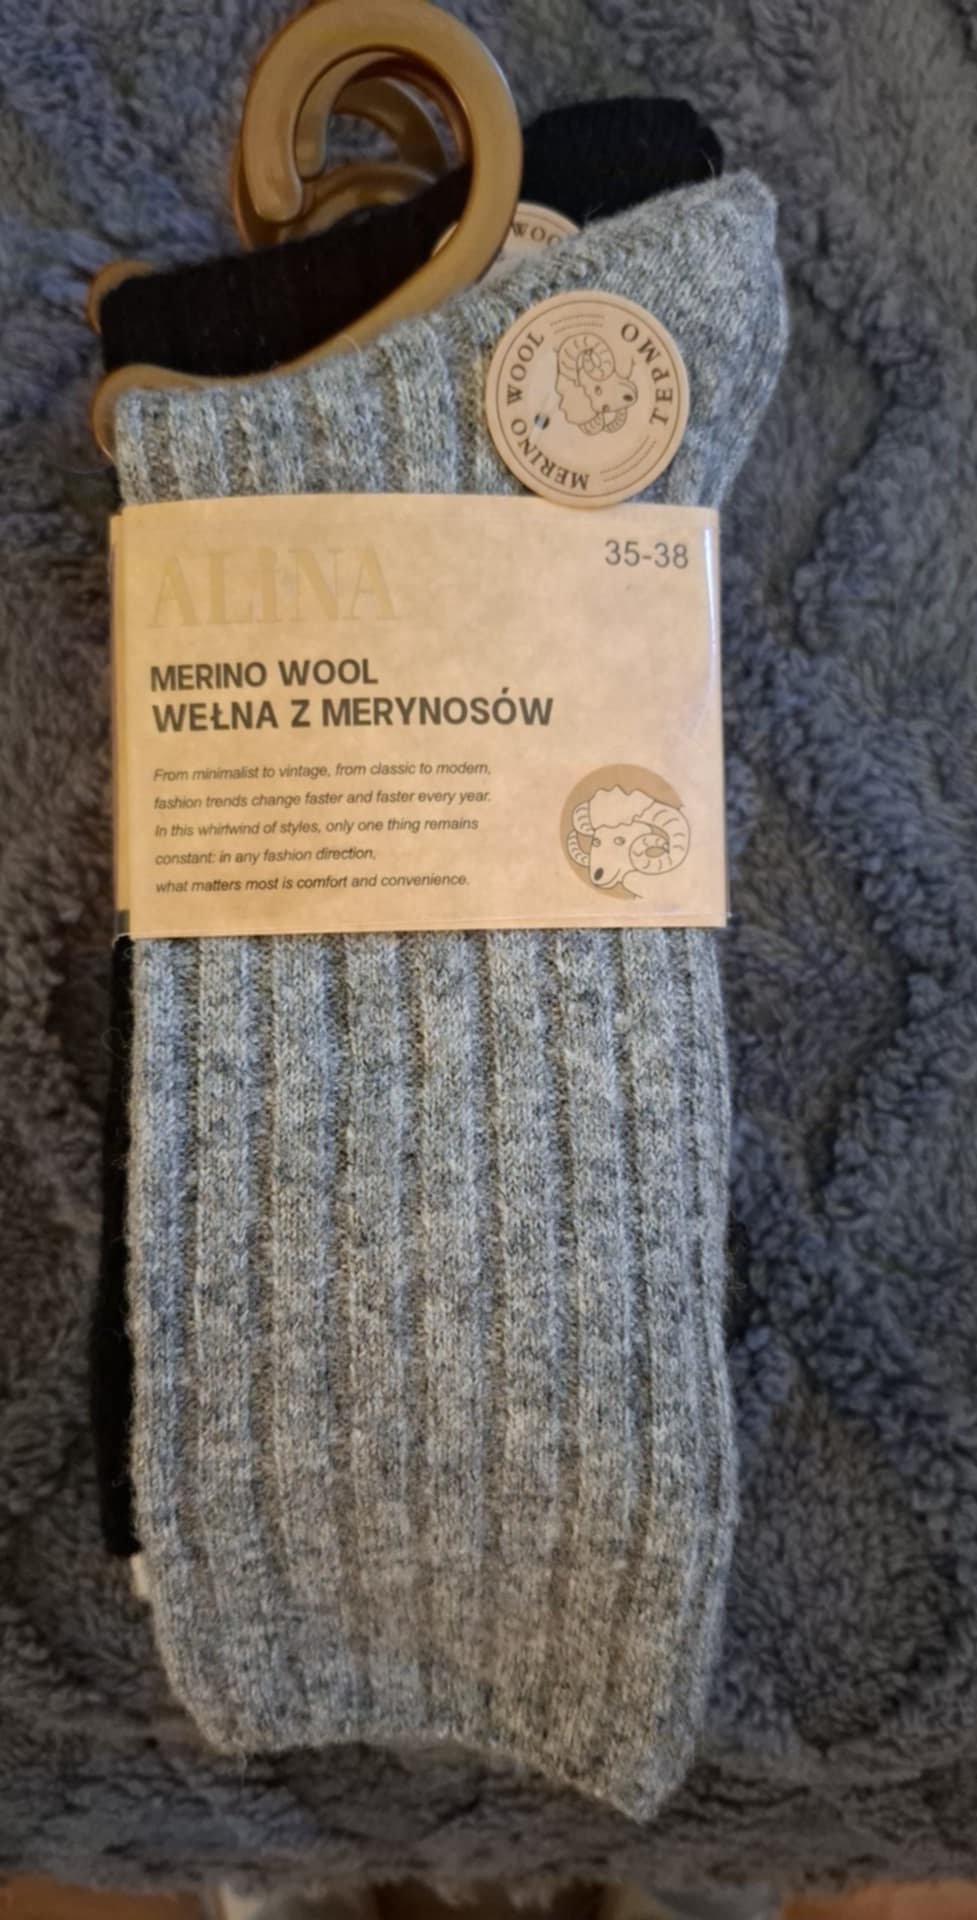 WOO
MERINO WOOL
JEPMO
ALiNA
35-38
MERINO WOOL
WEŁNA Z MERYNOSÓW
From minimalist to vintage, from classic to modern,
fashion trends change faster and faster every year.
In this whirlwind of styles, only one thing remains
constant: in any fashion direction,
what matters most is comfort and convenience.